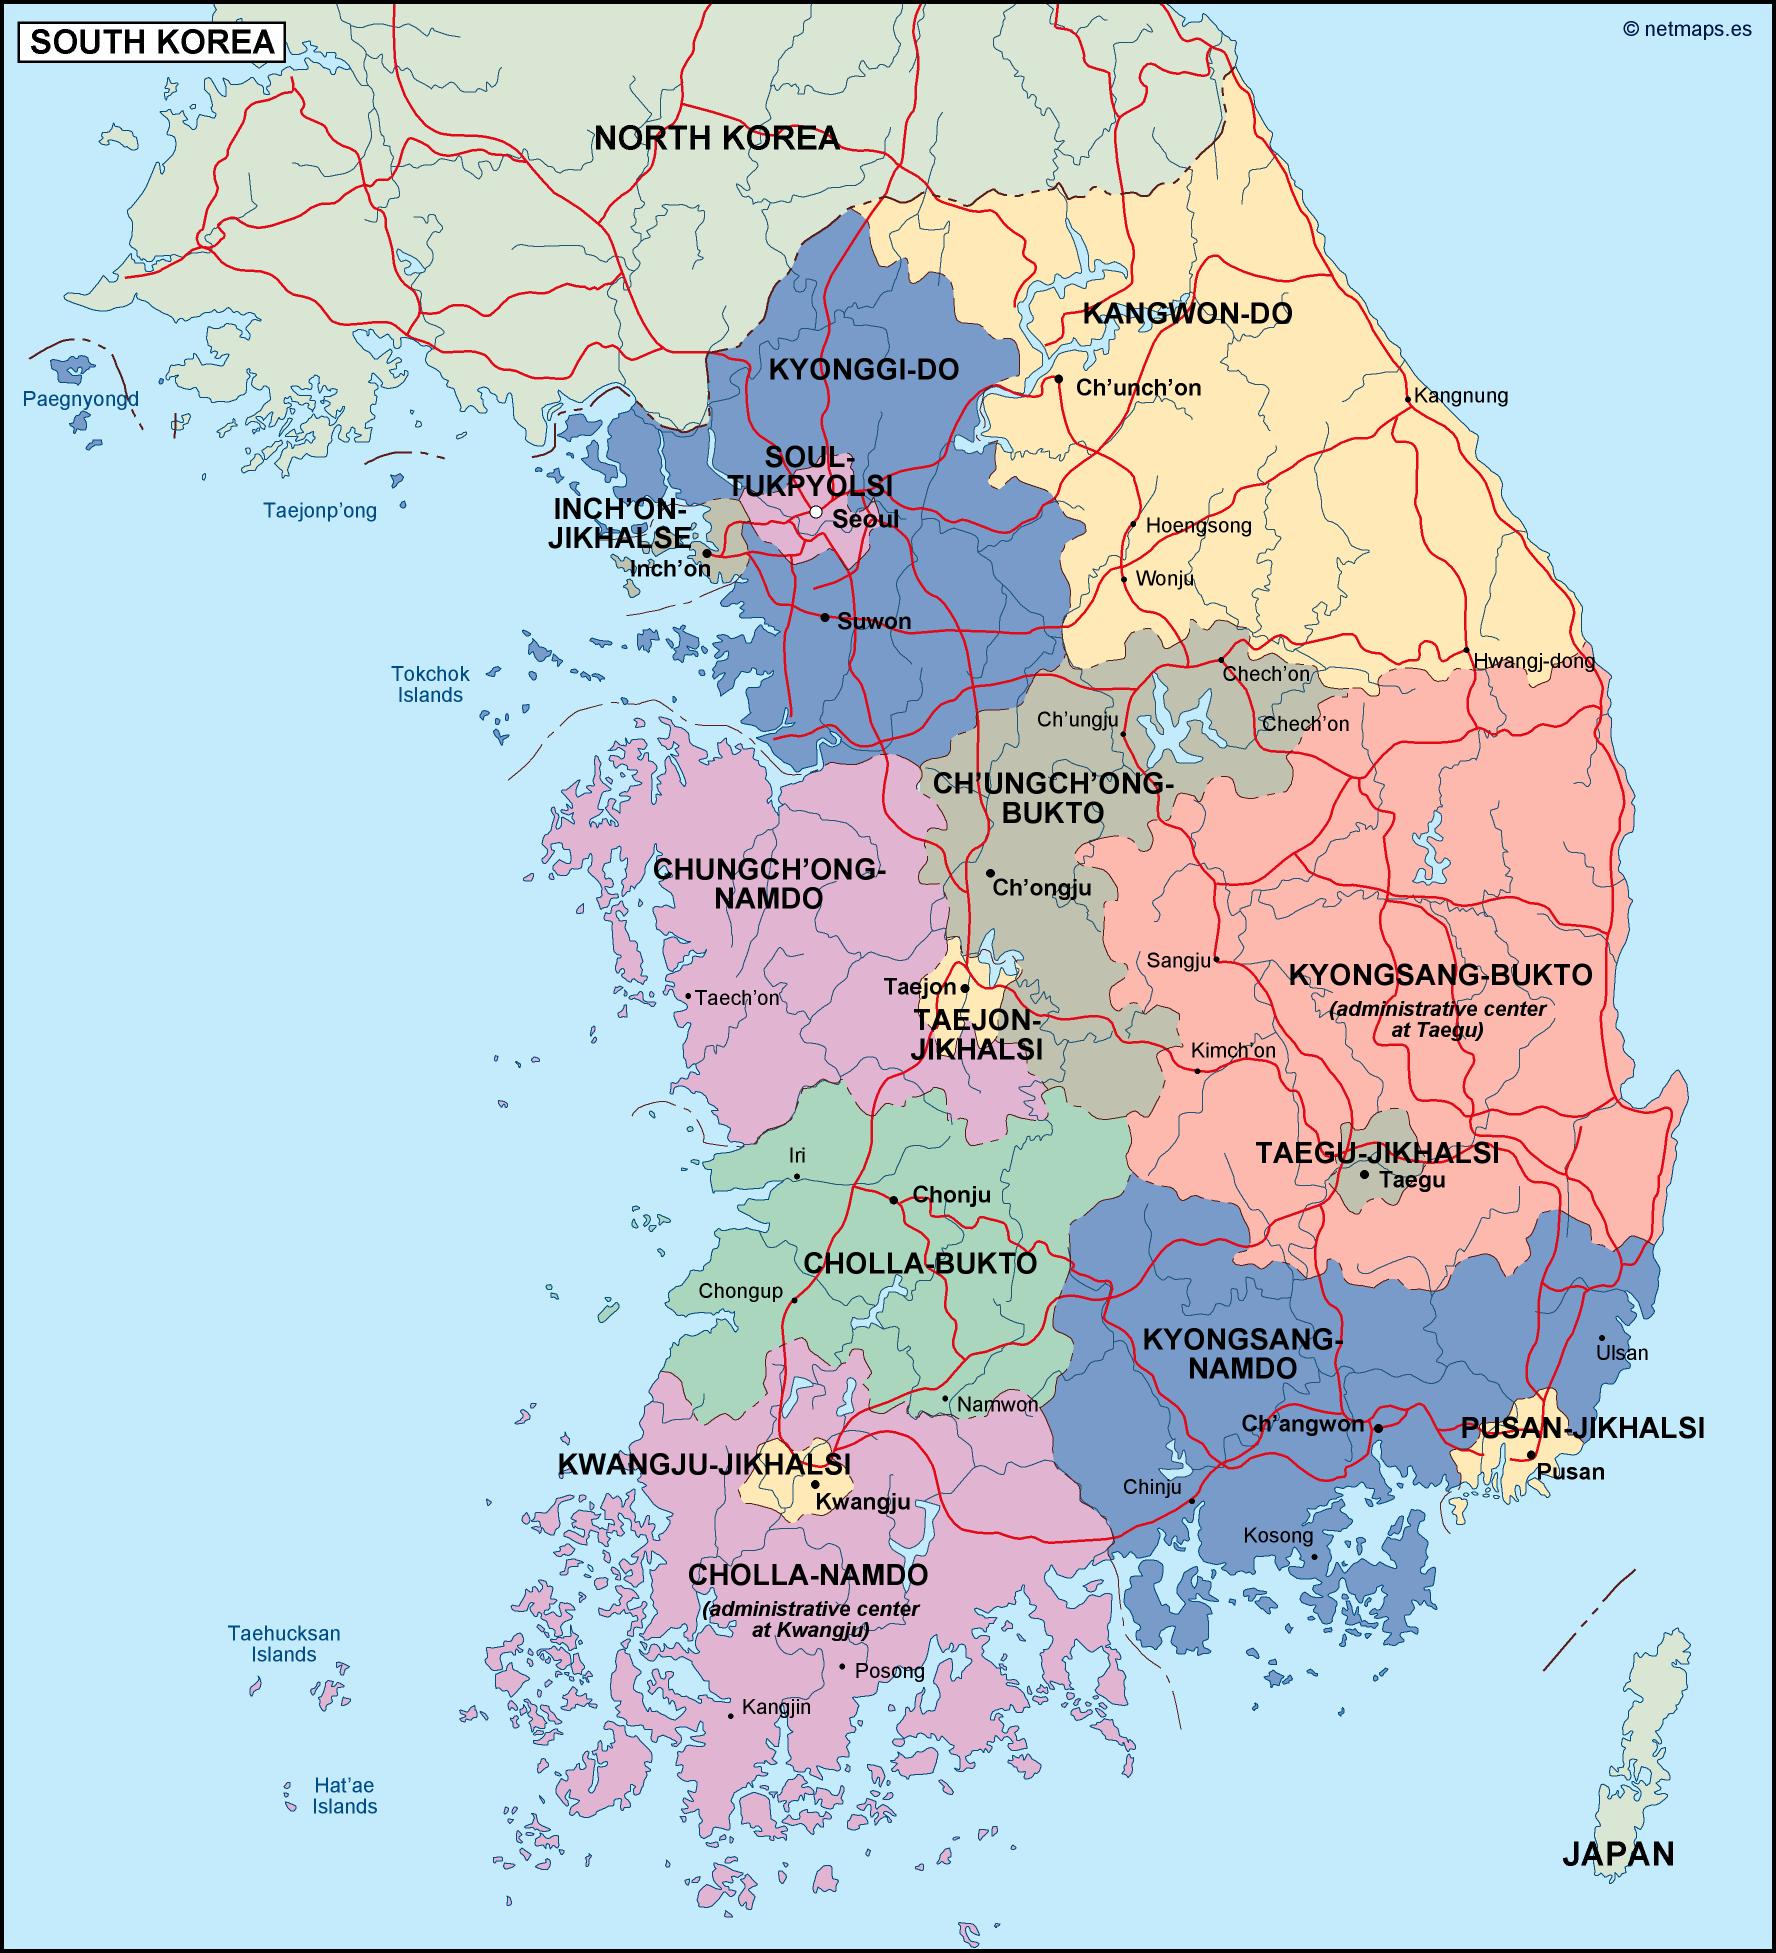 SOUTH KOREA
© netmaps.es
NORTH KOREA
KANGWON-DO
KYONGGI-DO
Ch'unch'on
Kangnung
Paegnyongd
SOUL-
TUKPYOLSI
Seoul
Taejonp'ong
INCH'ON-
JIKHALSE
Inch'on
Hoengsong
Wonju
Suwon
Tokchok
Islands
Hwangj-dong
Chech'on
Ch'ungju
Chech'on
CH'UNGCH'ONG-
BUKTO
CHUNGCH'ONG-
NAMDO
Ch'ongju
Sangju
KYONGSANG-BUKTO
(administrative center
at Taegu)
Taejon
Taech'on
TAEJON-
JIKHALSI
Kimch'on
Iri
TAEGU-JIKHALSI
Taegu
Chonju
CHOLLA-BUKTO
Chongup
KYONGSANG-
NAMDO
Ulsan
Namwon
Ch'angwon
PUSAN-JIKHALSI
Pusan
KWANGJU-JIKHALSI
Kwangju
Chinju
Kosong
CHOLLA-NAMDO
(administrative center
at Kwangju)
Taehucksan
Islands
Posong
Kangjin
Hat'ae
Islands
JAPAN